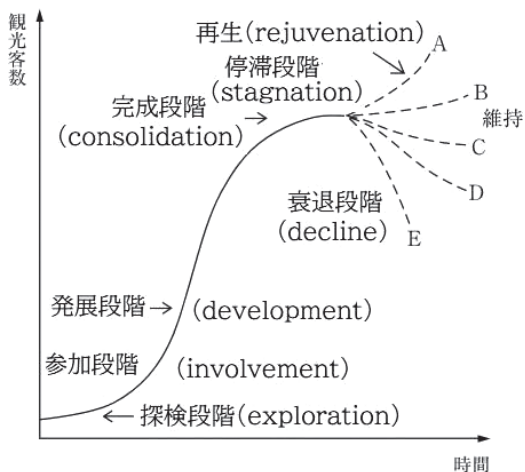 観光客数
再生(rejuvenation)
A
停滞段階
(stagnation)
B
完成段階
(consolidation)
維持
C
D
衰退段階
(decline)
E
発展段階
(development)
参加段階
(involvement)
探検段階(exploration)
時間